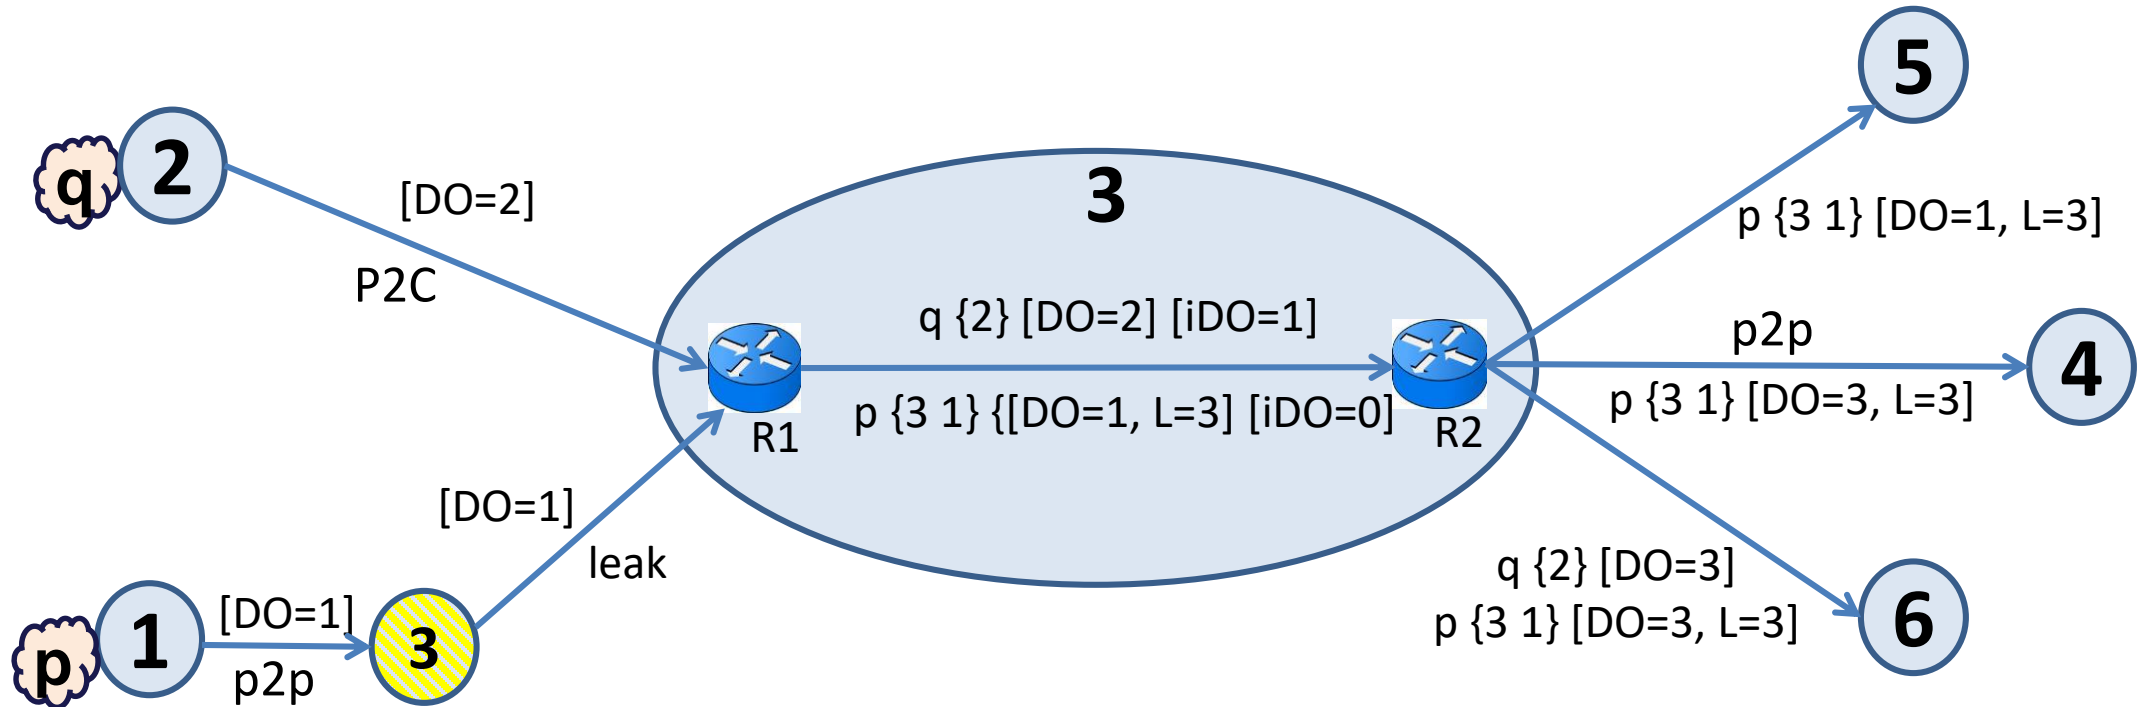 5
2
q
[DO=2]
3
p {3 1} [DO=1, L=3]
P2C
q {2} [DO=2] [iDO=1]
p2p
4
p {3 1} {[DO=1, L=3] [iDO=0]
p {3 1} [DO=3, L=3]
R1
R2
[DO=1]
leak
q {2} [DO=3]
p {3 1} [DO=3, L=3]
6
[DO=1]
1
3
p
p2p